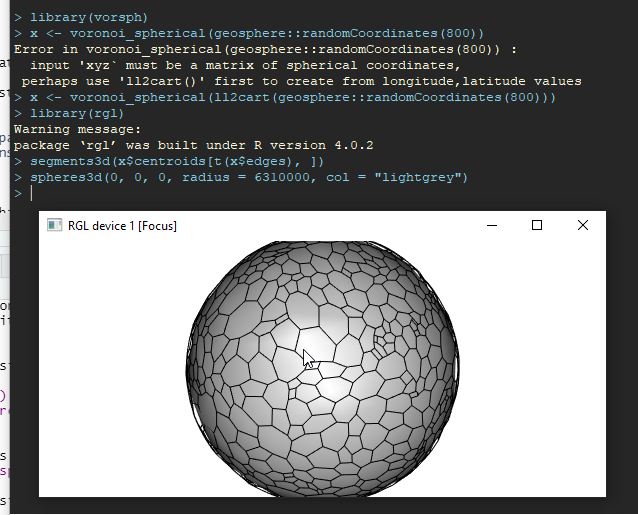 > library(vorsph)
> x <- voronoi_spherical(geosphere::randomCoordinates(800))
Error in voronoi_spherical(geosphere::randomCoordinates(800)) :
input 'xyz` must be a matrix of spherical coordinates,
perhaps use 'll2cart()' first to create from longitude,latitude values
> x <- voronoi_spherical(ll2cart(geosphere::randomCoordinates(800)))
> library(rgl)
Warning message:
package ‘rgl’ was built under R version 4.0.2
> segments3d(x$centroids[t(x$edges), ])
> spheres3d(0, 0, 0, radius = 6310000, col = "lightgrey")
>
RGL device 1 [Focus]